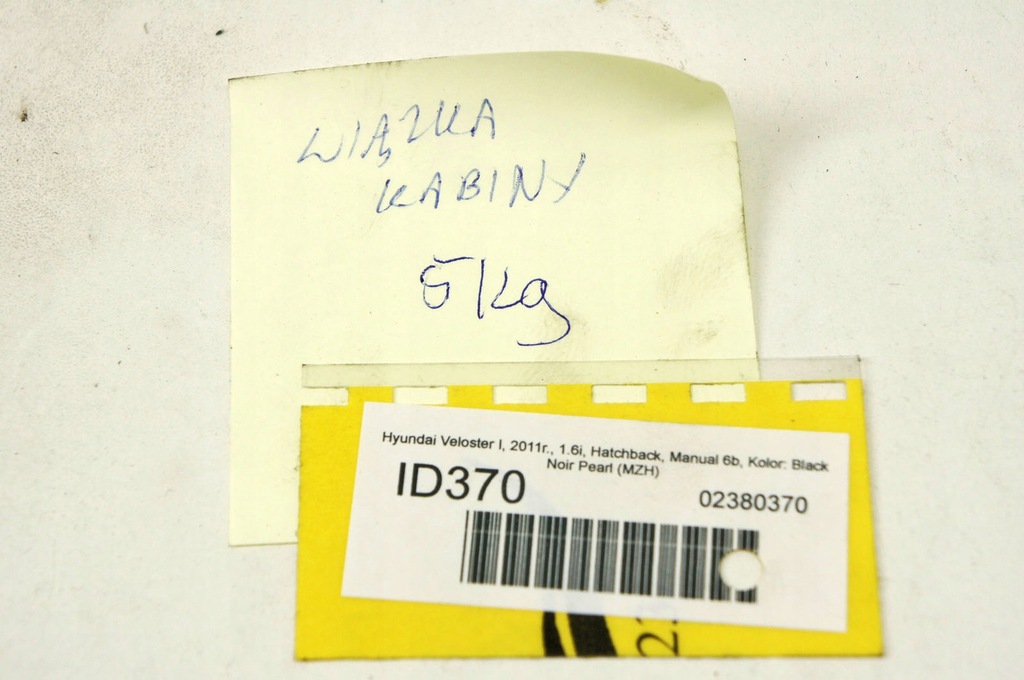 WIĄZKA
KABINY
5kg
Hyundai Veloster I, 2011r., 1.6i, Hatchback, Manual 6b, Kolor: Black
Noir Pearl (MZH)
ID370
02380370